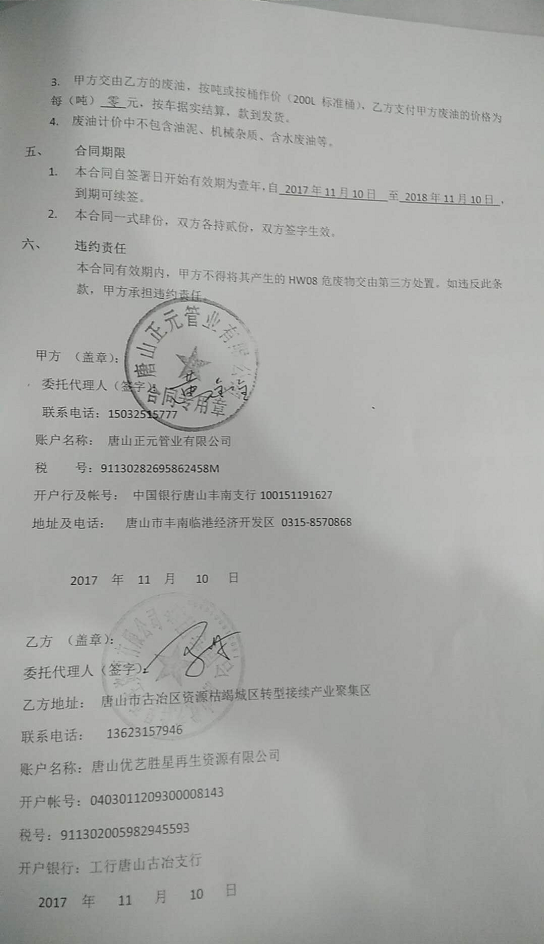 3. 甲方交由乙方的废油，按吨或按桶作价（200L 标准桶），乙方支付甲方废油的价格为
每（吨） 零 元，按车据实结算、款到发货。
4. 废油计价中不包含油泥、机械杂质、含水废油等。
五、 合同期限
1. 本合同自签署日开始有效期为壹年，自 2017年11月10日 至 2018年11月10日，
到期可续签。
2. 本合同一式肆份，双方各持贰份，双方签字生效。
六、 违约责任
本合同有效期内，甲方不得将其产生的 HW08 危废物交由第三方处置。如违反此条
款，甲方承担违约责任。
唐山正元管业有限公司
合同专用章
甲方 （盖章）：
委托代理人（签字）：
联系电话：15032515777
账户名称： 唐山正元管业有限公司
税 号：91130282695862458M
开户行及帐号： 中国银行唐山丰南支行 100151191627
地址及电话： 唐山市丰南临港经济开发区 0315-8570868
2017 年 11 月 10 日
乙方 （盖章）：
委托代理人（签字）：
乙方地址： 唐山市古冶区资源枯竭城区转型接续产业聚集区
联系电话： 13623157946
账户名称：唐山优艺胜星再生资源有限公司
开户帐号：0403011209300008143
税号：911302005982945593
开户银行：工行唐山古冶支行
2017 年 11 月 10 日